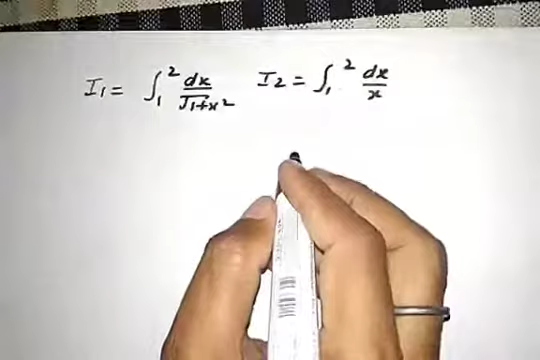 I₁ = ∫₁² dx/√1+x² I₂ = ∫₁² dx/x